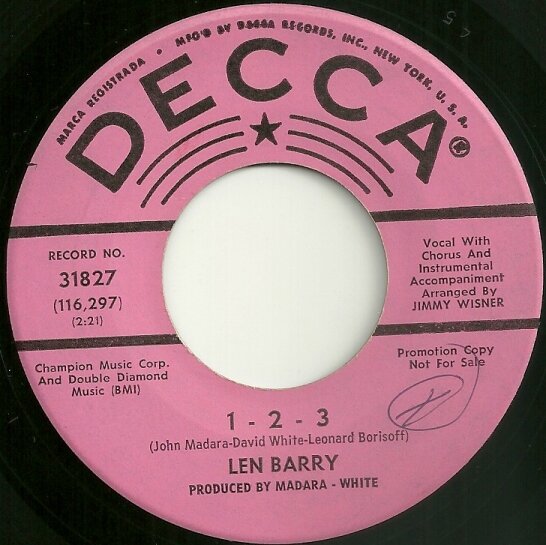 MARCA REGISTRADA • MFG'D BY DECCA RECORDS, INC., NEW YORK, U. S. A.
DECCA®
RECORD NO.
31827
(116,297)
(2:21)
Vocal With
Chorus And
Instrumental
Accompaniment
Arranged By
JIMMY WISNER
Champion Music Corp.
And Double Diamond
Music (BMI)
Promotion Copy
Not For Sale
1 - 2 - 3
(John Madara-David White-Leonard Borisoff)
LEN BARRY
PRODUCED BY MADARA - WHITE